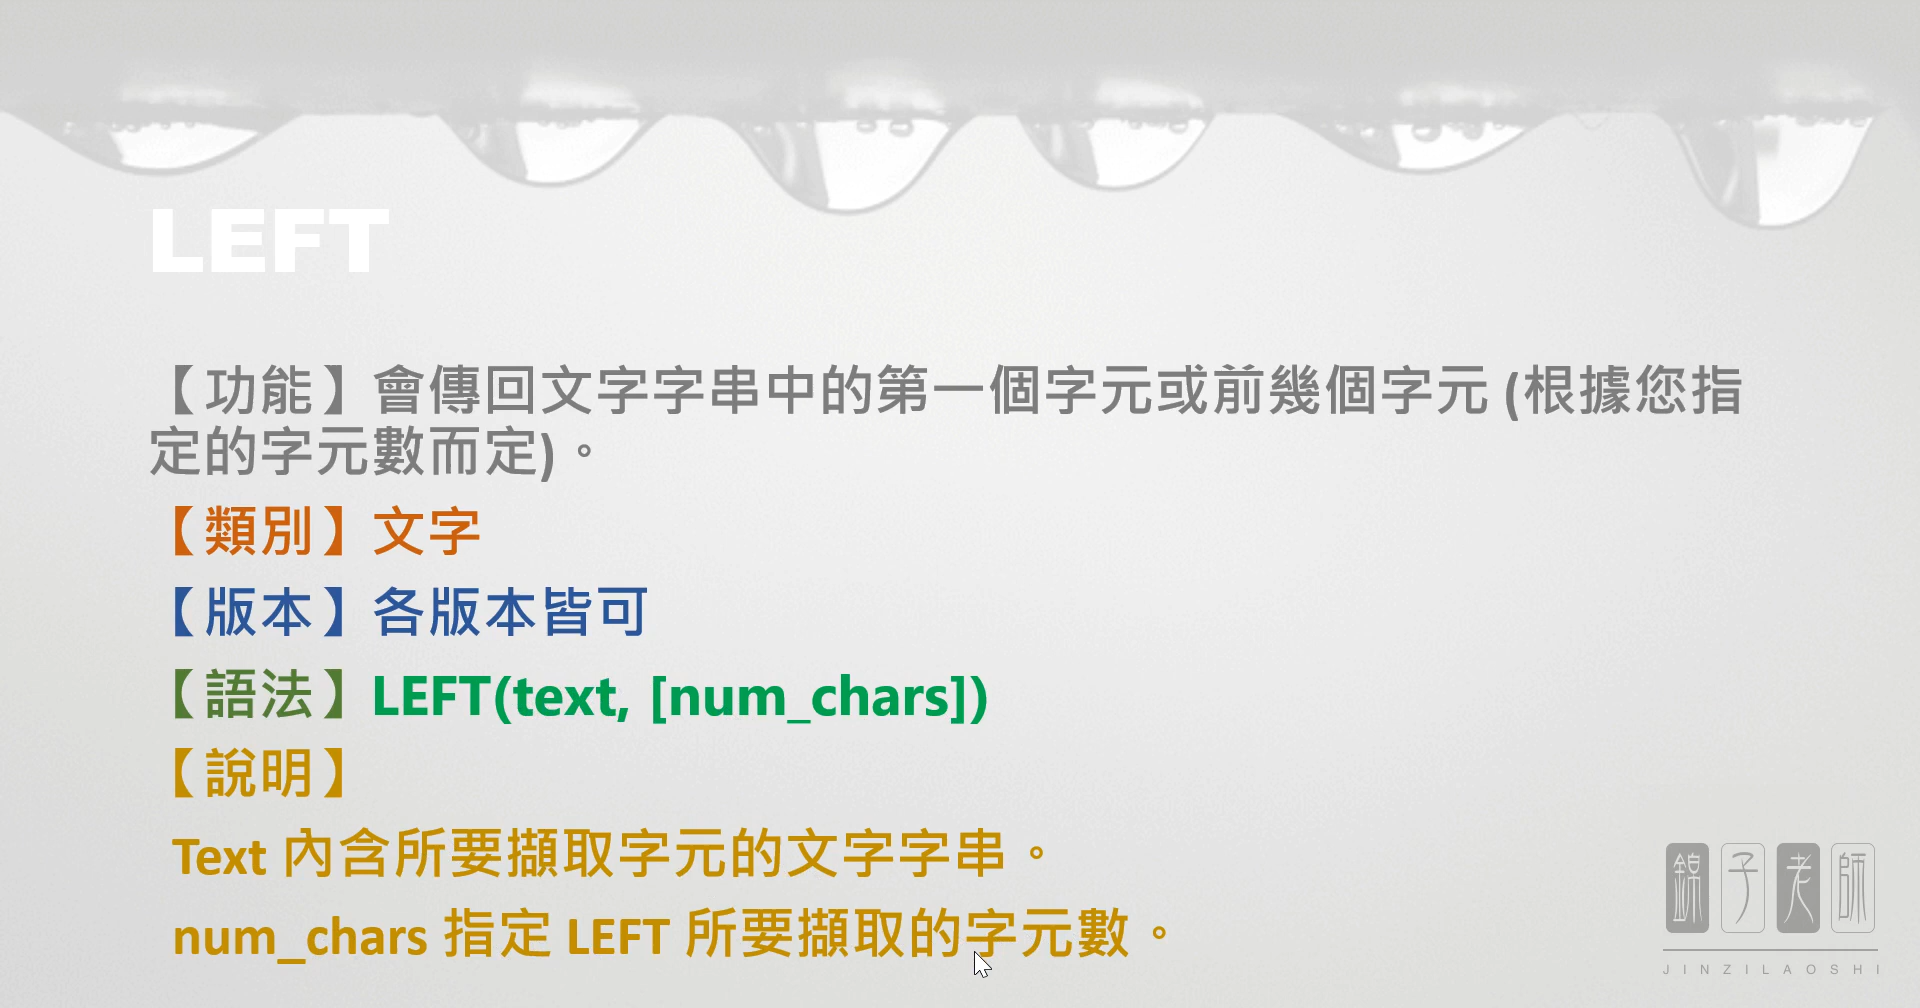 LEFT
【功能】會傳回文字字串中的第一個字元或前幾個字元 (根據您指
定的字元數而定)。
【類別】文字
【版本】各版本皆可
【語法】LEFT(text, [num_chars])
【說明】
Text 內含所要擷取字元的文字字串。
num_chars 指定 LEFT 所要擷取的字元數。
錦子老師
JINZILAOSHI